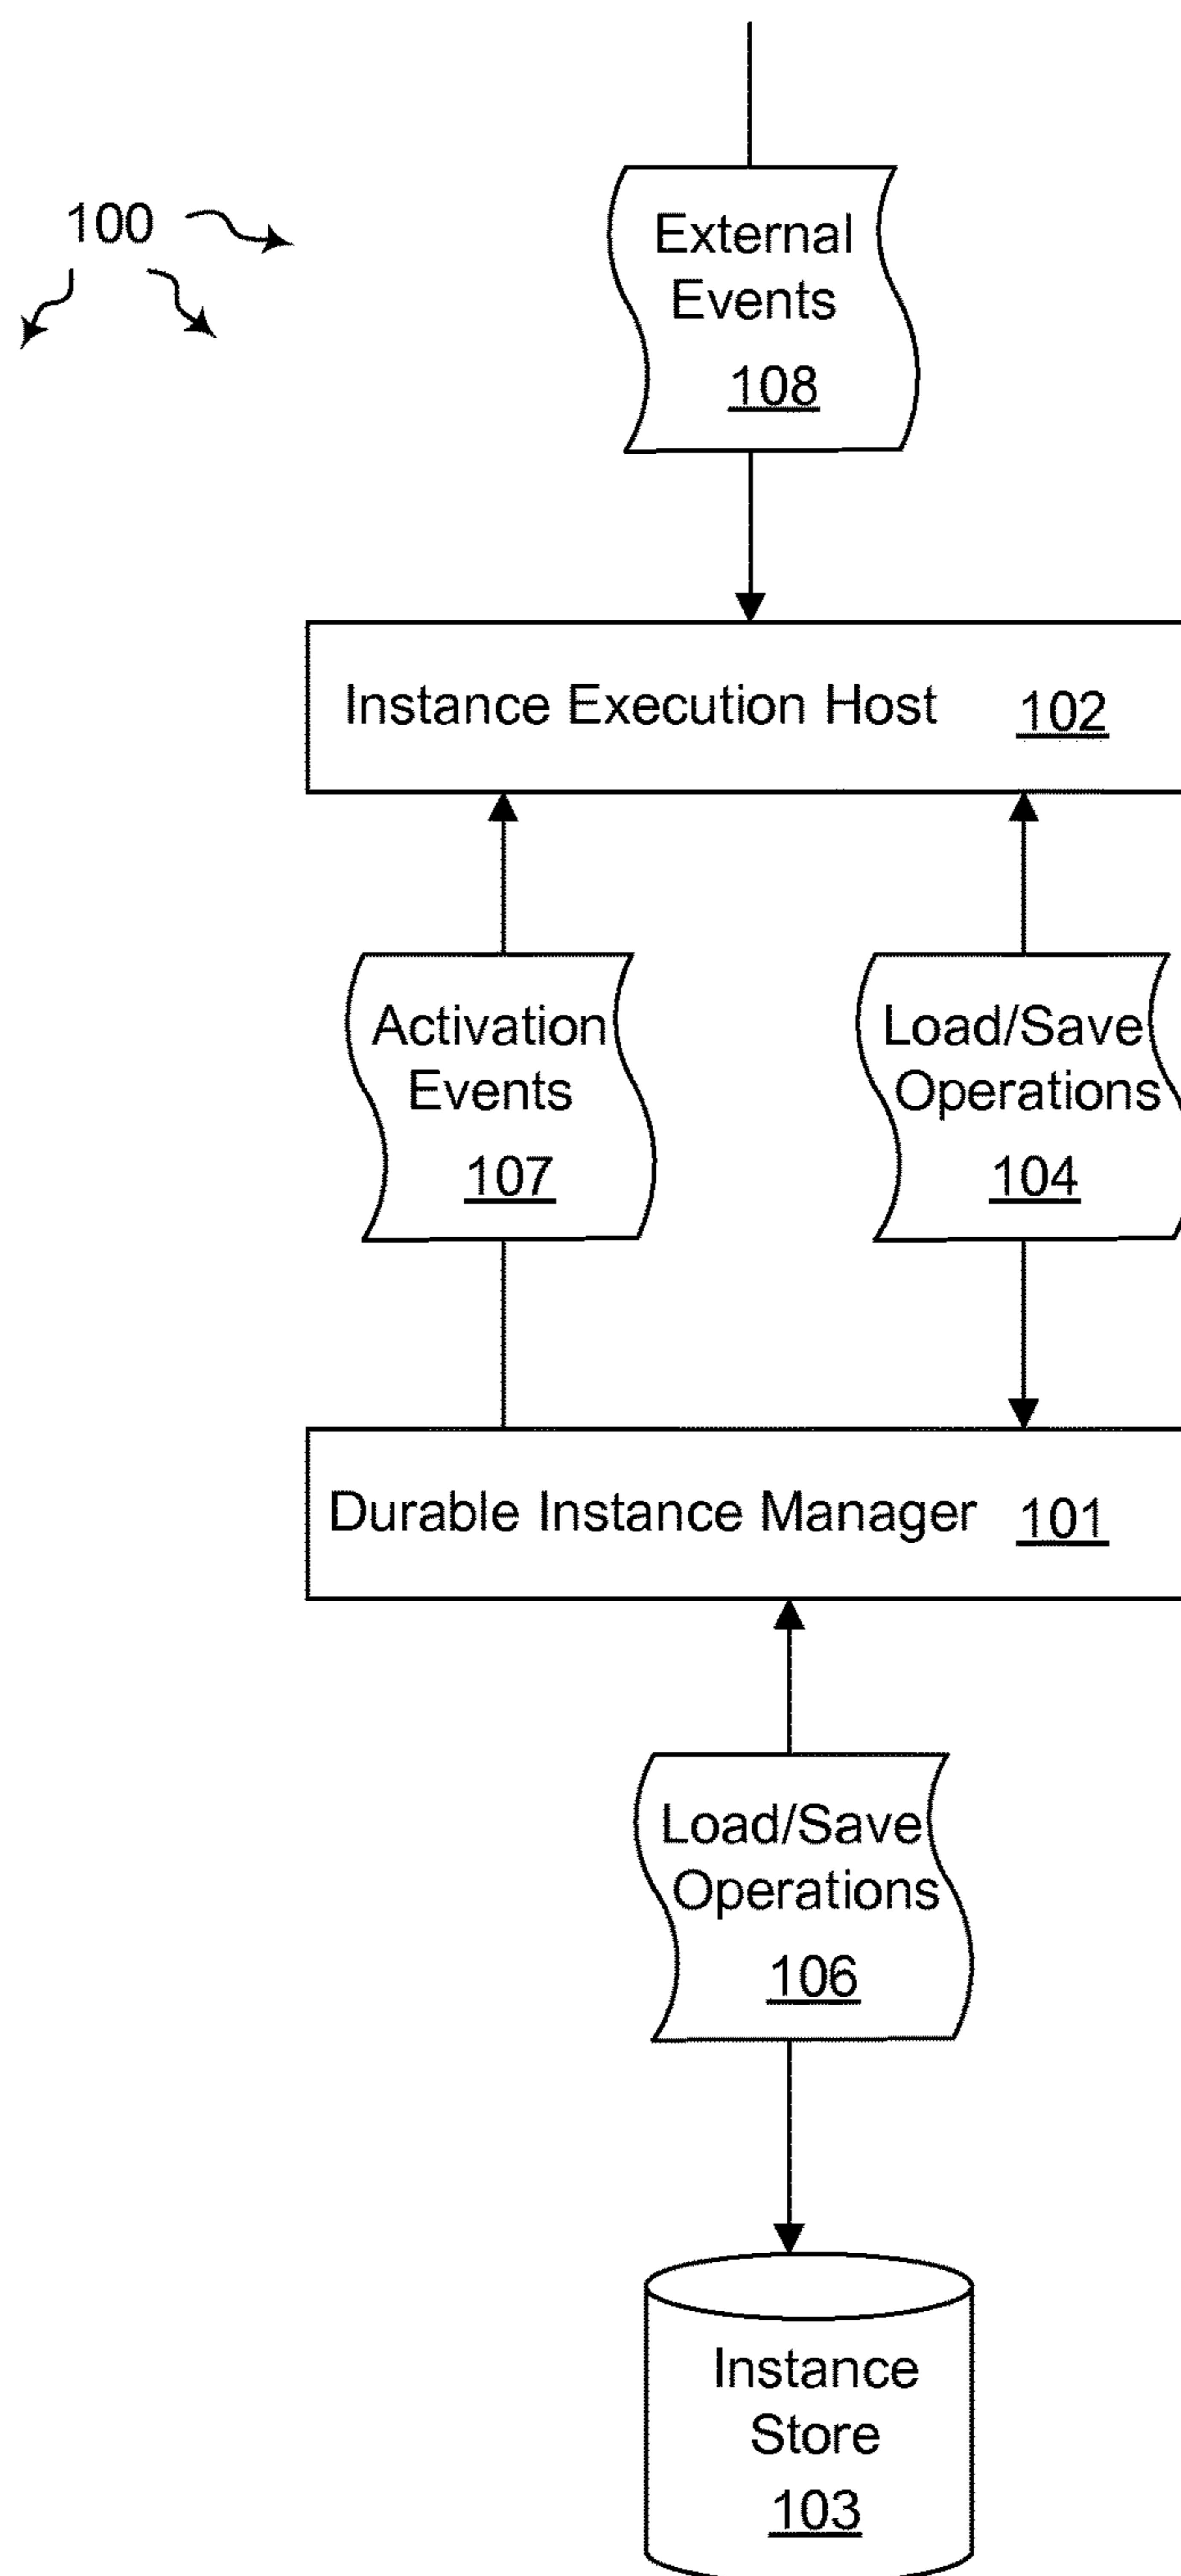 100
External
Events
108
Instance Execution Host 102
Activation
Events
107
Load/Save
Operations
104
Durable Instance Manager 101
Load/Save
Operations
106
Instance
Store
103